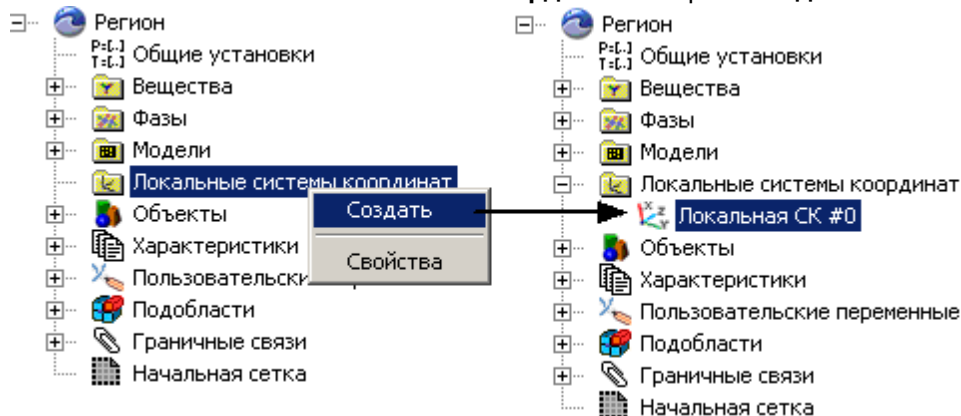 Регион
P=[..]
T=[..] Общие установки
Вещества
Фазы
Модели
Локальные системы координат
Объекты
Характеристики
Пользовательски
Подобласти
Граничные связи
Начальная сетка
Создать
Свойства
Регион
P=[..]
T=[..] Общие установки
Вещества
Фазы
Модели
Локальные системы координат
X Z Y Локальная СК #0
Объекты
Характеристики
Пользовательские переменные
Подобласти
Граничные связи
Начальная сетка